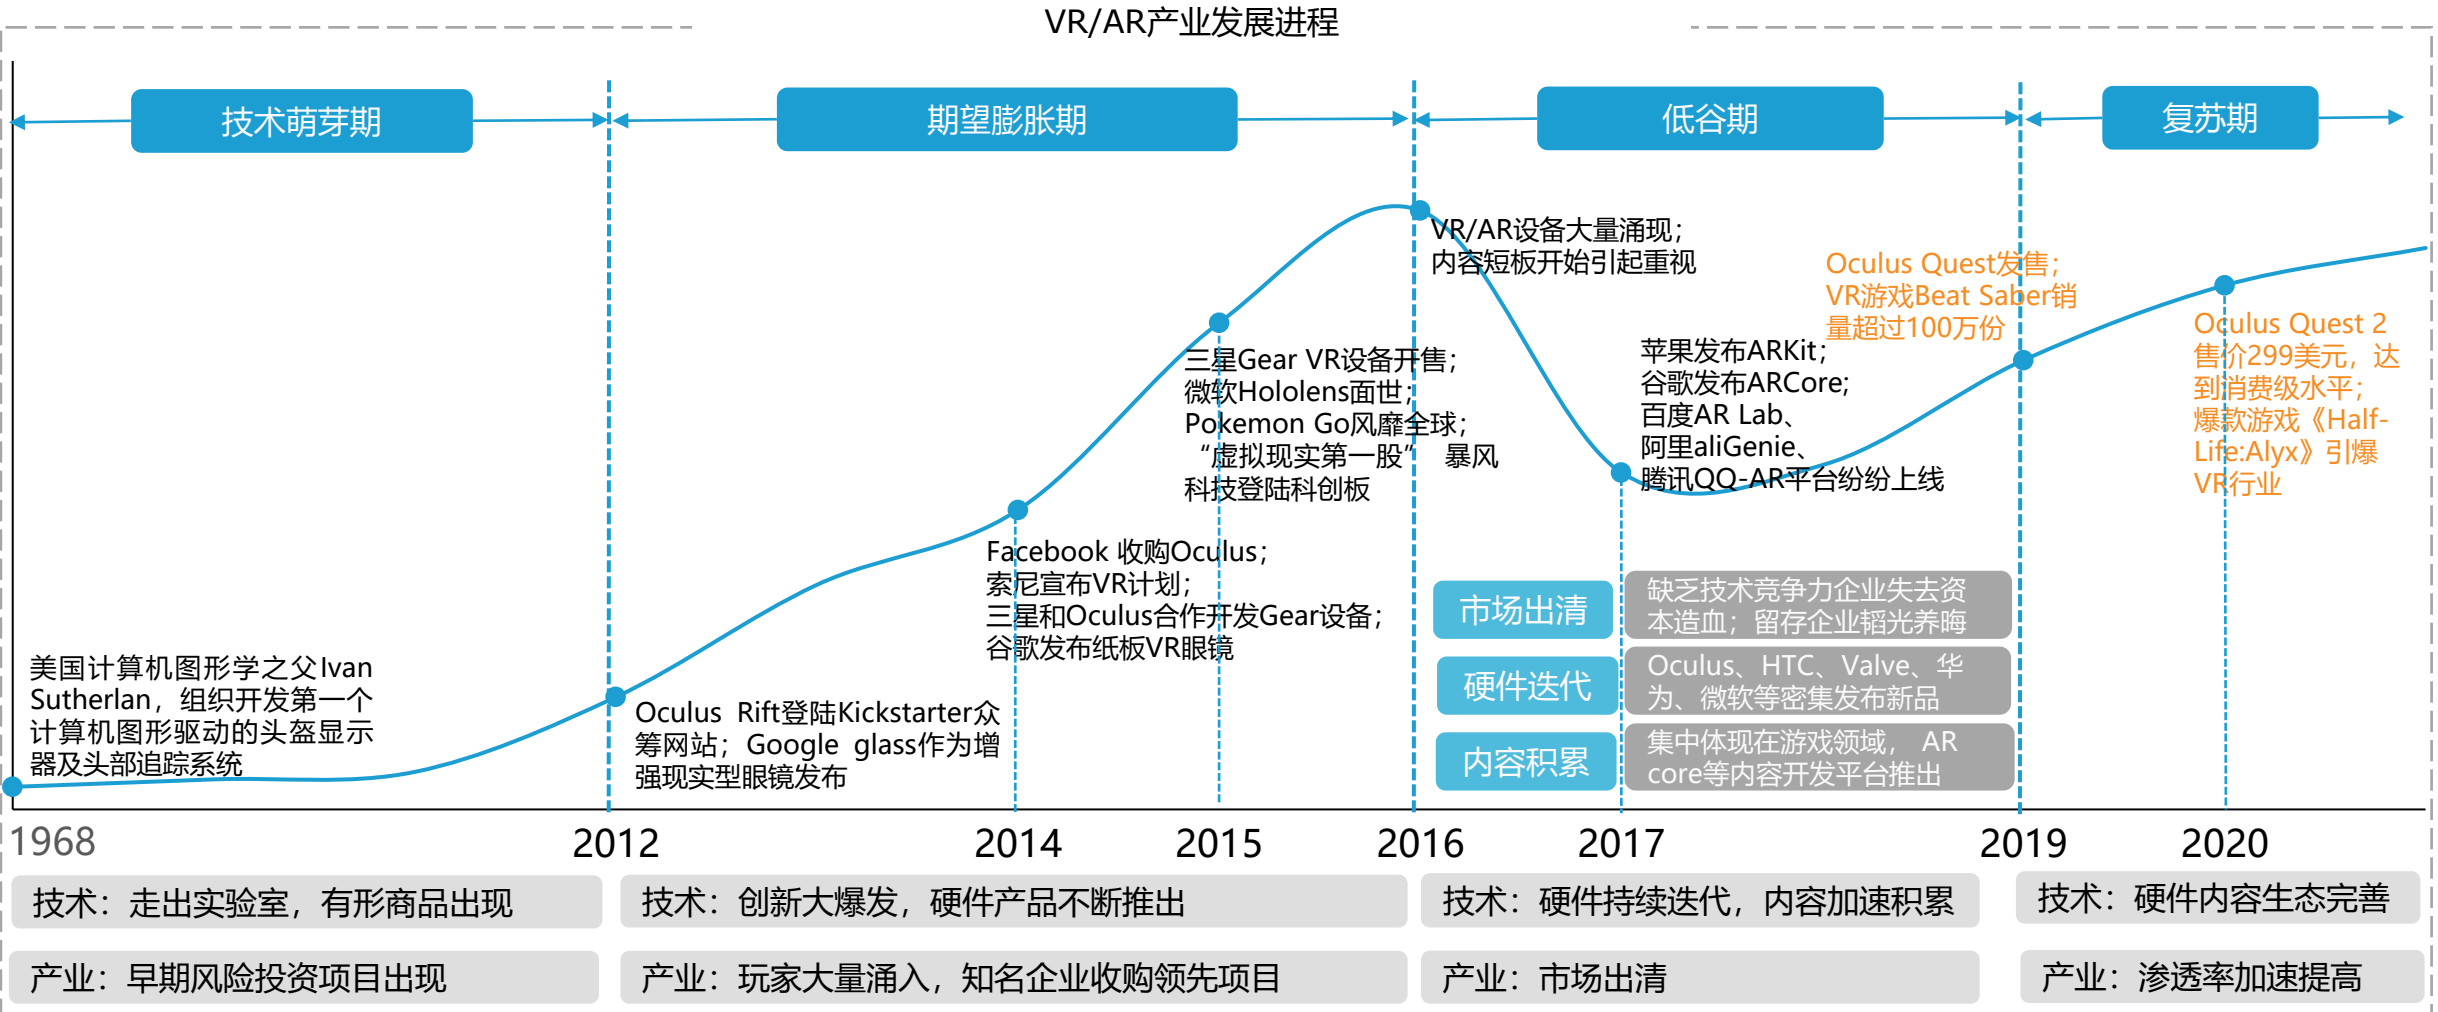 VR/AR产业发展进程
技术萌芽期
期望膨胀期
低谷期
复苏期
美国计算机图形学之父Ivan
Sutherlan，组织开发第一个
计算机图形驱动的头盔显示
器及头部追踪系统
Oculus Rift登陆Kickstarter众
筹网站；Google glass作为增
强现实型眼镜发布
Facebook 收购Oculus；
索尼宣布VR计划；
三星和Oculus合作开发Gear设备；
谷歌发布纸板VR眼镜
三星Gear VR设备开售；
微软Hololens面世；
Pokemon Go风靡全球；
“虚拟现实第一股” 暴风
科技登陆科创板
VR/AR设备大量涌现；
内容短板开始引起重视
苹果发布ARKit；
谷歌发布ARCore；
百度AR Lab、
阿里aliGenie、
腾讯QQ-AR平台纷纷上线
Oculus Quest发售；
VR游戏Beat Saber销
量超过100万份
Oculus Quest 2
售价299美元，达
到消费级水平；
爆款游戏《Half-
Life:Alyx》引爆
VR行业
市场出清
缺乏技术竞争力企业失去资
本造血；留存企业韬光养晦
硬件迭代
Oculus、HTC、Valve、华
为、微软等密集发布新品
内容积累
集中体现在游戏领域， AR
core等内容开发平台推出
1968
2012
2014
2015
2016
2017
2019
2020
技术：走出实验室，有形商品出现
技术：创新大爆发，硬件产品不断推出
技术：硬件持续迭代，内容加速积累
技术：硬件内容生态完善
产业：早期风险投资项目出现
产业：玩家大量涌入，知名企业收购领先项目
产业：市场出清
产业：渗透率加速提高